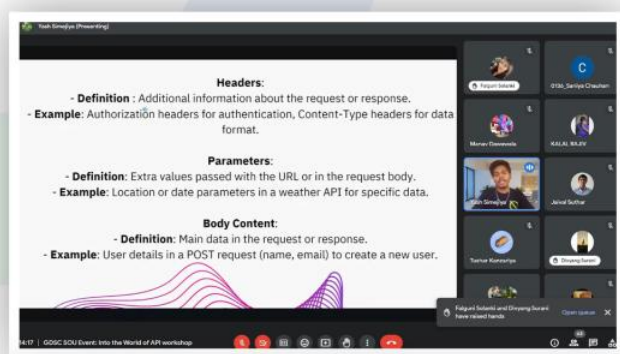 Yash Simejiya (Presenting)
Headers:
- Definition : Additional information about the request or response.
- Example: Authorization headers for authentication, Content-Type headers for data
format.
Parameters:
- Definition: Extra values passed with the URL or in the request body.
- Example: Location or date parameters in a weather API for specific data.
Body Content:
- Definition: Main data in the request or response.
- Example: User details in a POST request (name, email) to create a new user.
Falguni Solanki
C
0136_Saniya Chauhan
Manav Dawawala
KALAL RAJIV
Yash Simejiya
Jaival Suthar
Tushar Kanzariya
Divyang Surani
Falguni Solanki and Divyang Surani
have raised hands
Open queue
14:17 | GDSC SOU Event: Into the World of API workshop